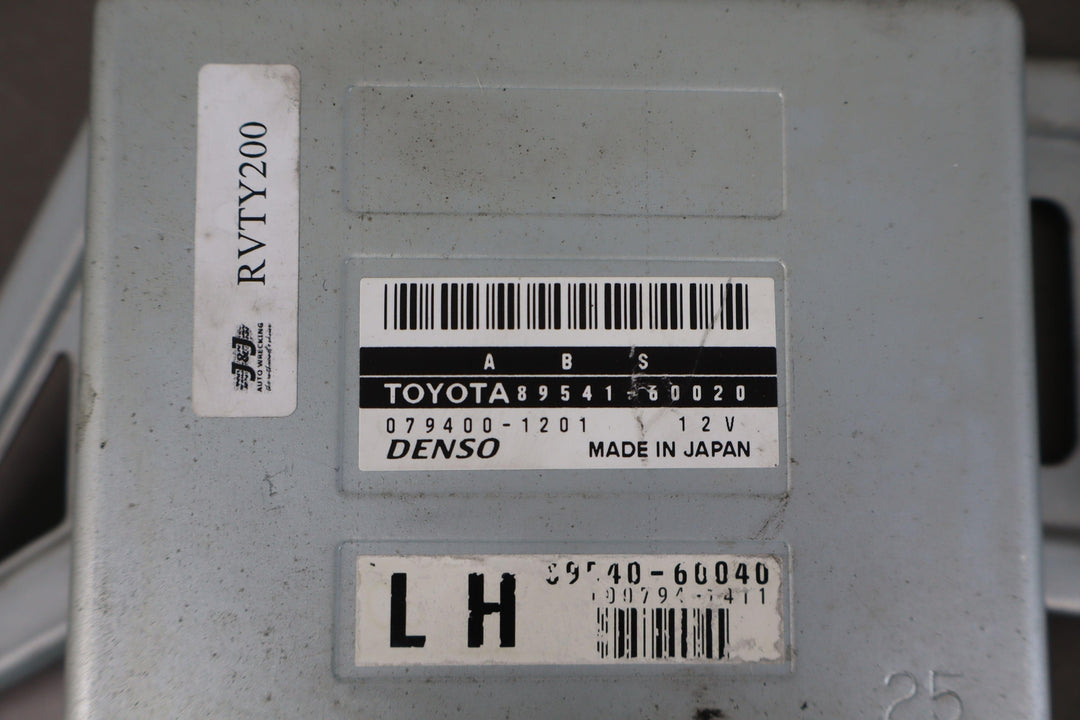 RVTY200
J&J
AUTO WRECKING
A B S
TOYOTA 89541-60020
079400-1201 12V
DENSO MADE IN JAPAN
LH
89540-60040
25